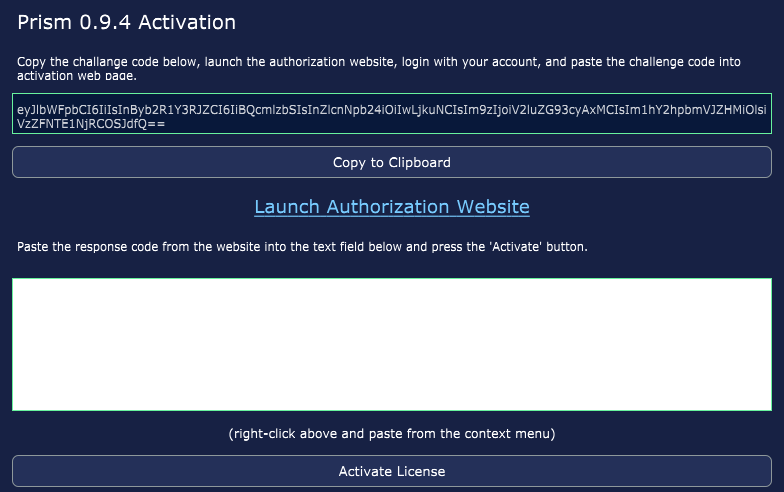 Prism 0.9.4 Activation
Copy the challange code below, launch the authorization website, login with your account, and paste the challenge code into
activation web page.
eyJlbWFpbCI6IiIsInByb2R1Y3RJZCI6IiBQcmlzbSIsInZlcnNpb24iOiIwLjkuNCIsIm9zIjoiV2luZG93cyAxMCIsIm1hY2hpbmVJZHMiOlsi
VzZFNTE1NjRCOSJdfQ==
Copy to Clipboard
Launch Authorization Website
Paste the response code from the website into the text field below and press the 'Activate' button.
(right-click above and paste from the context menu)
Activate License